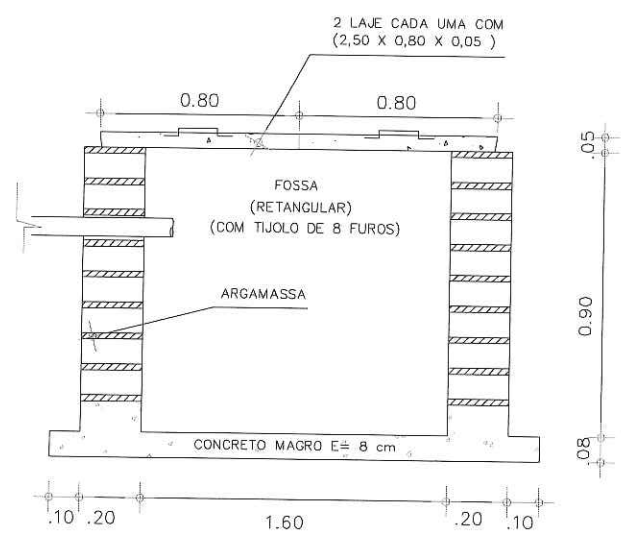 2 LAJE CADA UMA COM
(2,50 X 0,80 X 0,05 )
0.80
0.80
.05
FOSSA
(RETANGULAR)
(COM TIJOLO DE 8 FUROS)
ARGAMASSA
0.90
CONCRETO MAGRO E= 8 cm
.08
.10
.20
1.60
.20
.10